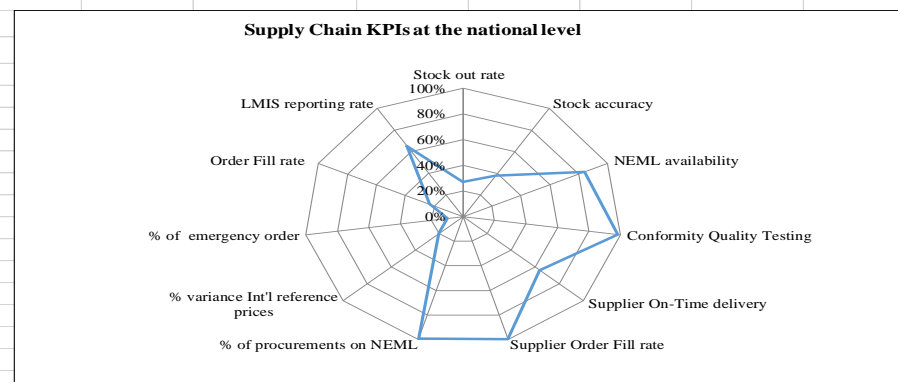 Supply Chain KPIs at the national level
Stock out rate
100%
80%
60%
40%
20%
0%
Stock accuracy
NEML availability
Conformity Quality Testing
Supplier On-Time delivery
Supplier Order Fill rate
% of procurements on NEML
% variance Int'l reference
prices
% of emergency order
Order Fill rate
LMIS reporting rate